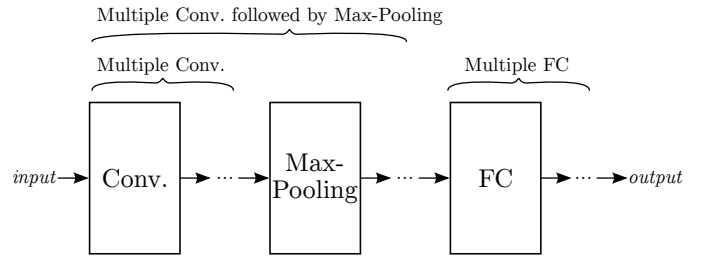 Multiple Conv. followed by Max-Pooling
Multiple Conv.
Multiple FC
input
Conv.
...
Max-
Pooling
...
FC
...
output